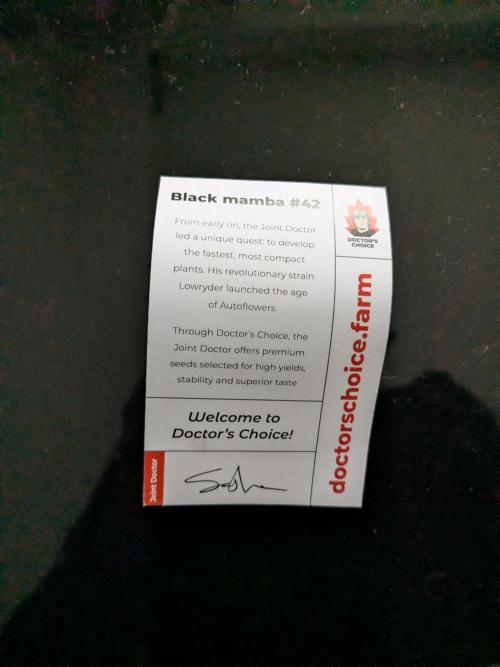 Black mamba #42
From early on, the Joint Doctor
led a unique quest: to develop
the fastest, most compact
plants. His revolutionary strain
Lowryder launched the age
of Autoflowers.
Through Doctor's Choice, the
Joint Doctor offers premium
seeds selected for high yields,
stability and superior taste
Welcome to
Doctor's Choice!
Joint Doctor
DOCTOR'S
CHOICE
doctorschoice.farm